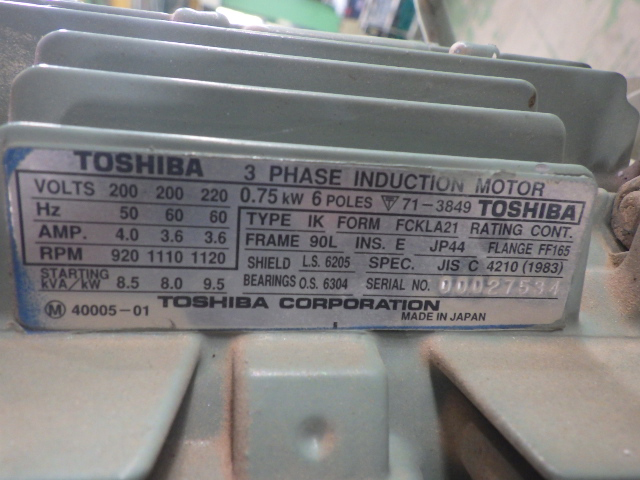 TOSHIBA 3 PHASE INDUCTION MOTOR
VOLTS 200 200 220 0.75 kW 6 POLES 71-3849 TOSHIBA
Hz 50 60 60 TYPE IK FORM FCKLA21 RATING CONT.
AMP. 4.0 3.6 3.6 FRAME 90L INS. E JP44 FLANGE FF165
RPM 920 1110 1120 SHIELD L.S. 6205 SPEC. JIS C 4210 (1983)
STARTING kVA/kW 8.5 8.0 9.5 BEARINGS O.S. 6304 SERIAL NO. 00027534
Ⓜ 40005-01 TOSHIBA CORPORATION MADE IN JAPAN